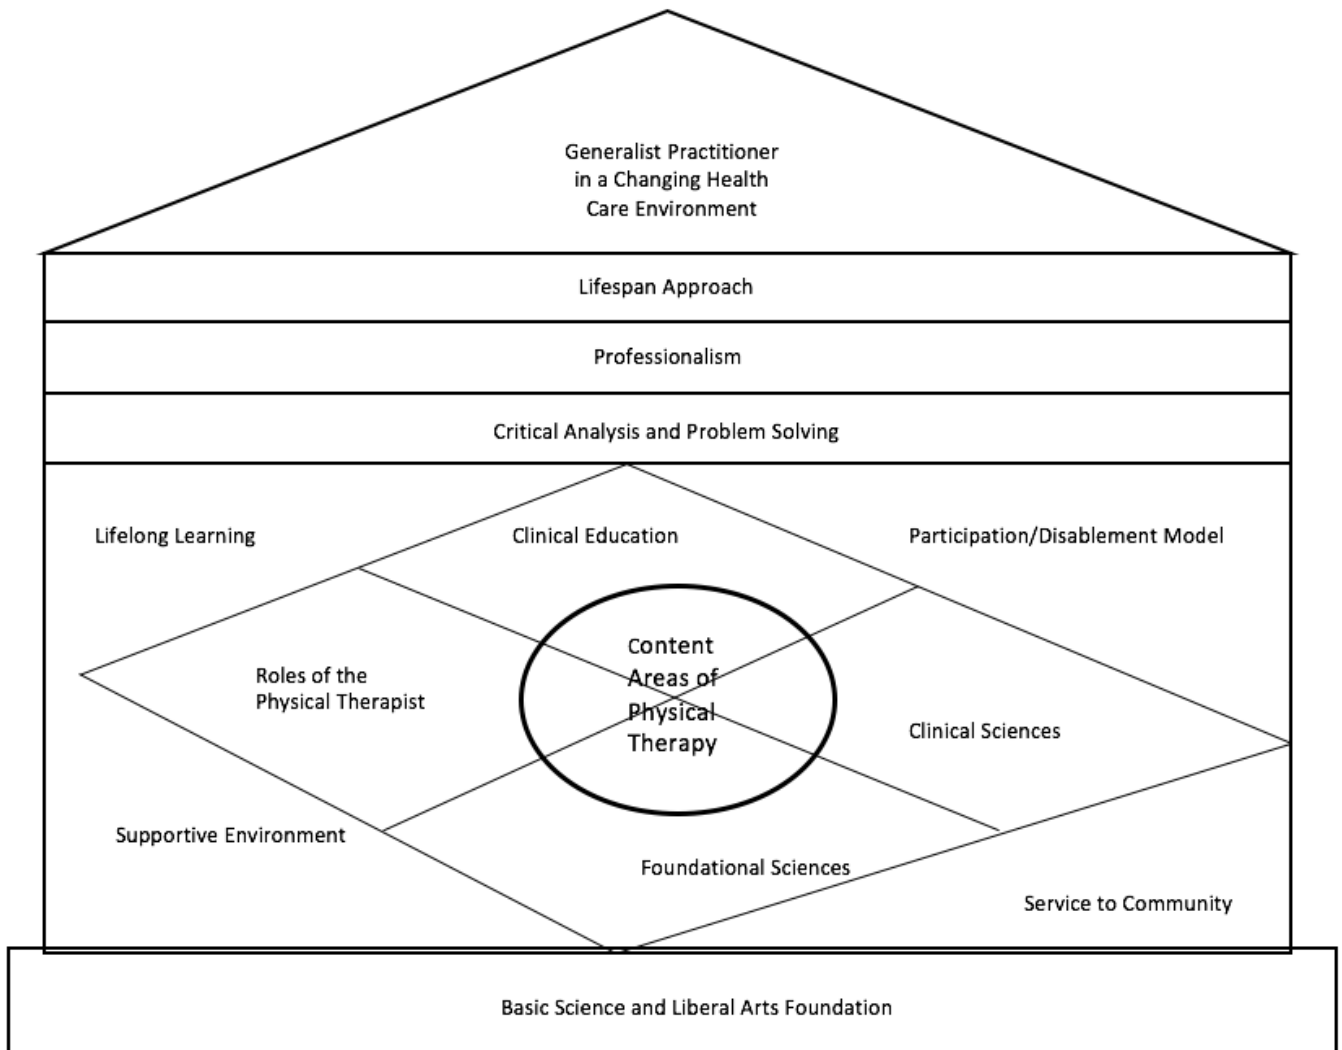 Generalist Practitioner
in a Changing Health
Care Environment
Lifespan Approach
Professionalism
Critical Analysis and Problem Solving
Lifelong Learning
Clinical Education
Participation/Disablement Model
Content
Areas of
Physical
Therapy
Roles of the
Physical Therapist
Clinical Sciences
Supportive Environment
Foundational Sciences
Service to Community
Basic Science and Liberal Arts Foundation